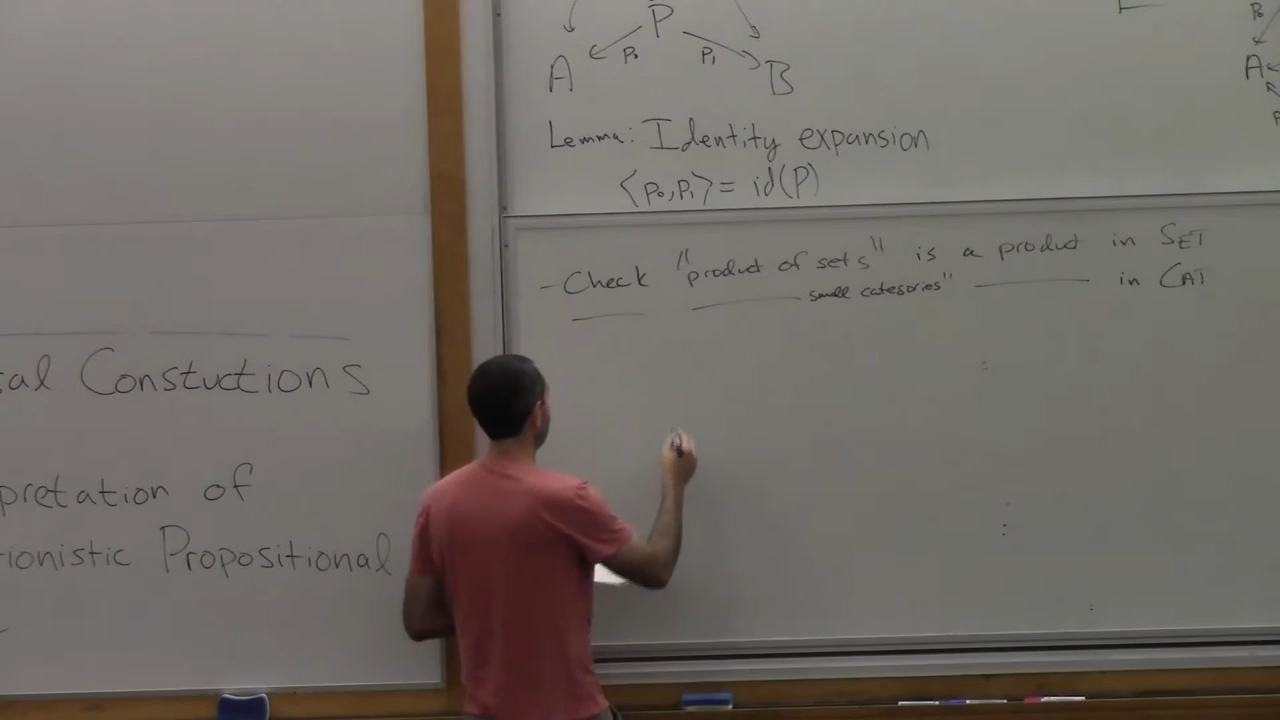 al Constuctions
pretation of
ionistic Propositional
P
P₀ P₁
A B
Lemma: Identity expansion
⟨p₀,p₁⟩ = id(P)
- Check "product of sets" is a product in SET
——— ——— small categories" ——— in CAT
P₀
A